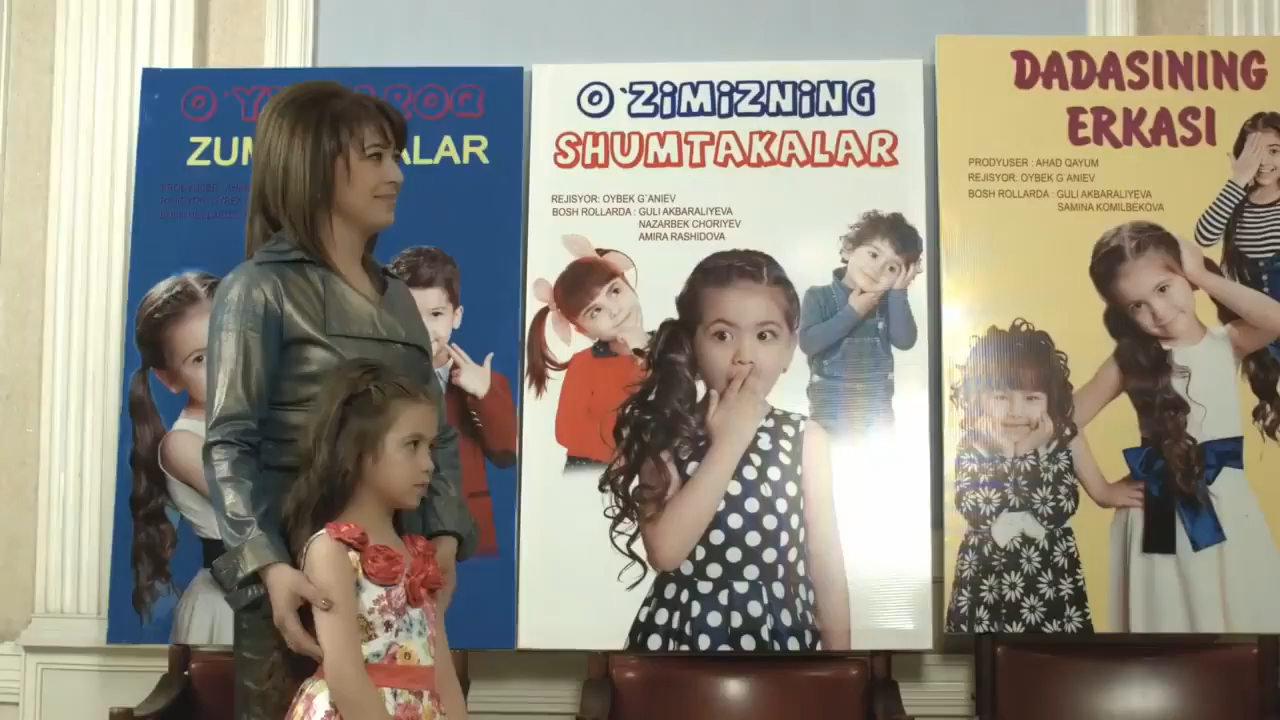 ZUM ALAR
O`ZIMIZNING
SHUMTAKALAR
REJISYOR: OYBEK G`ANIEV
BOSH ROLLARDA : GULI AKBARALIYEVA
NAZARBEK CHORIYEV
AMIRA RASHIDOVA
DADASINING
ERKASI
PRODYUSER : AHAD QAYUM
REJISYOR: OYBEK G`ANIEV
BOSH ROLLARDA : GULI AKBARALIYEVA
SAMINA KOMILBEKOVA